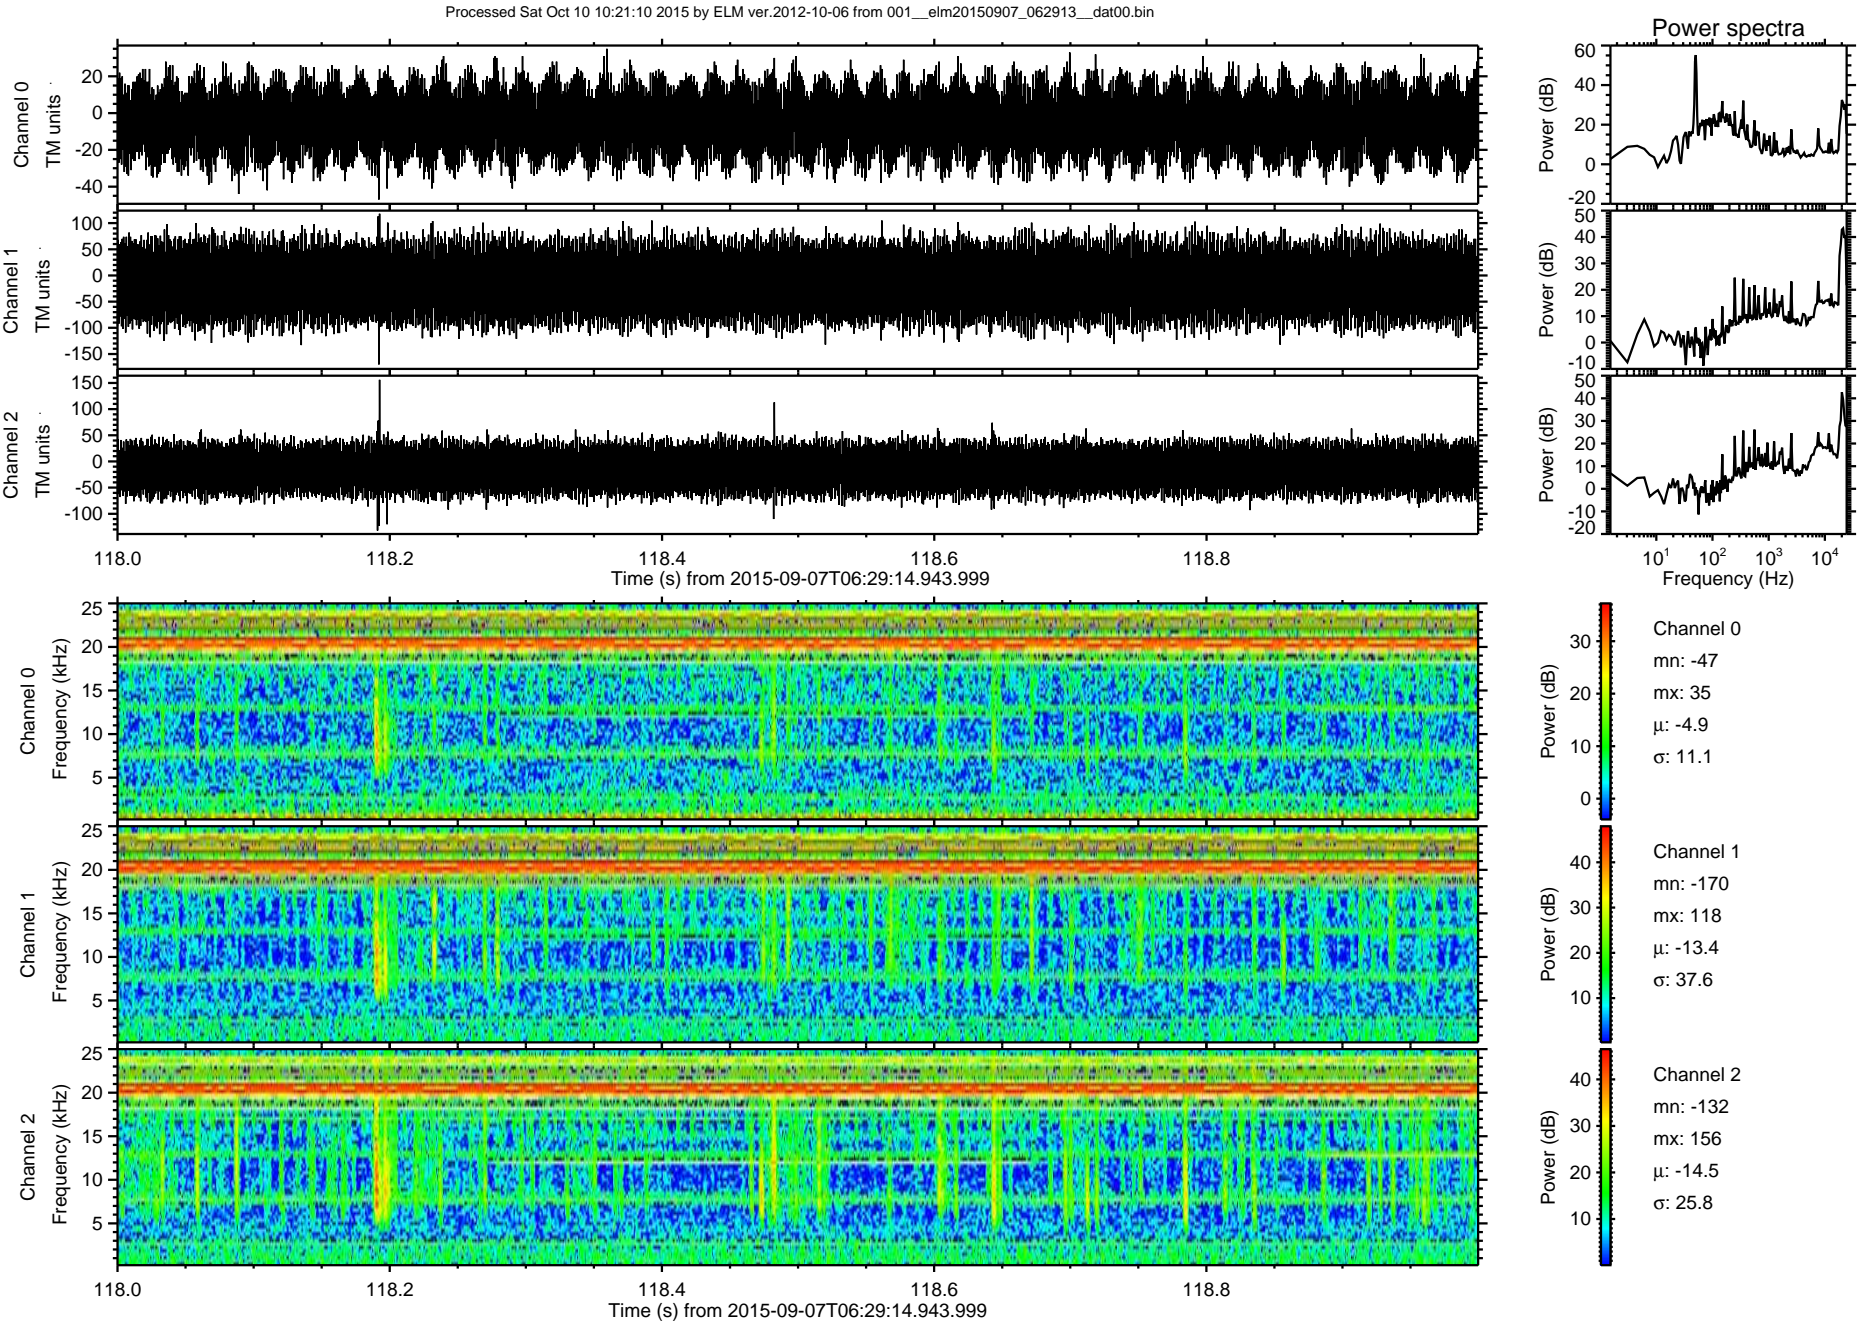 Processed Sat Oct 10 10:21:10 2015 by ELM ver.2012-10-06 from 001__elm20150907_062913__dat00.bin
Power spectra
Channel 0
TM units
20
0
-20
-40
Power (dB)
60
40
20
0
-20
Channel 1
TM units
100
50
0
-50
-100
-150
Power (dB)
50
40
30
20
10
0
-10
Channel 2
TM units
150
100
50
0
-50
-100
Power (dB)
50
40
30
20
10
0
-10
-20
118.0 118.2 118.4 118.6 118.8
Time (s) from 2015-09-07T06:29:14.943.999
10¹ 10² 10³ 10⁴
Frequency (Hz)
Channel 0
Frequency (kHz)
25
20
15
10
5
Power (dB)
30
20
10
0
Channel 0
mn: -47
mx: 35
μ: -4.9
σ: 11.1
Channel 1
Frequency (kHz)
25
20
15
10
5
Power (dB)
40
30
20
10
Channel 1
mn: -170
mx: 118
μ: -13.4
σ: 37.6
Channel 2
Frequency (kHz)
25
20
15
10
5
Power (dB)
40
30
20
10
Channel 2
mn: -132
mx: 156
μ: -14.5
σ: 25.8
118.0 118.2 118.4 118.6 118.8
Time (s) from 2015-09-07T06:29:14.943.999